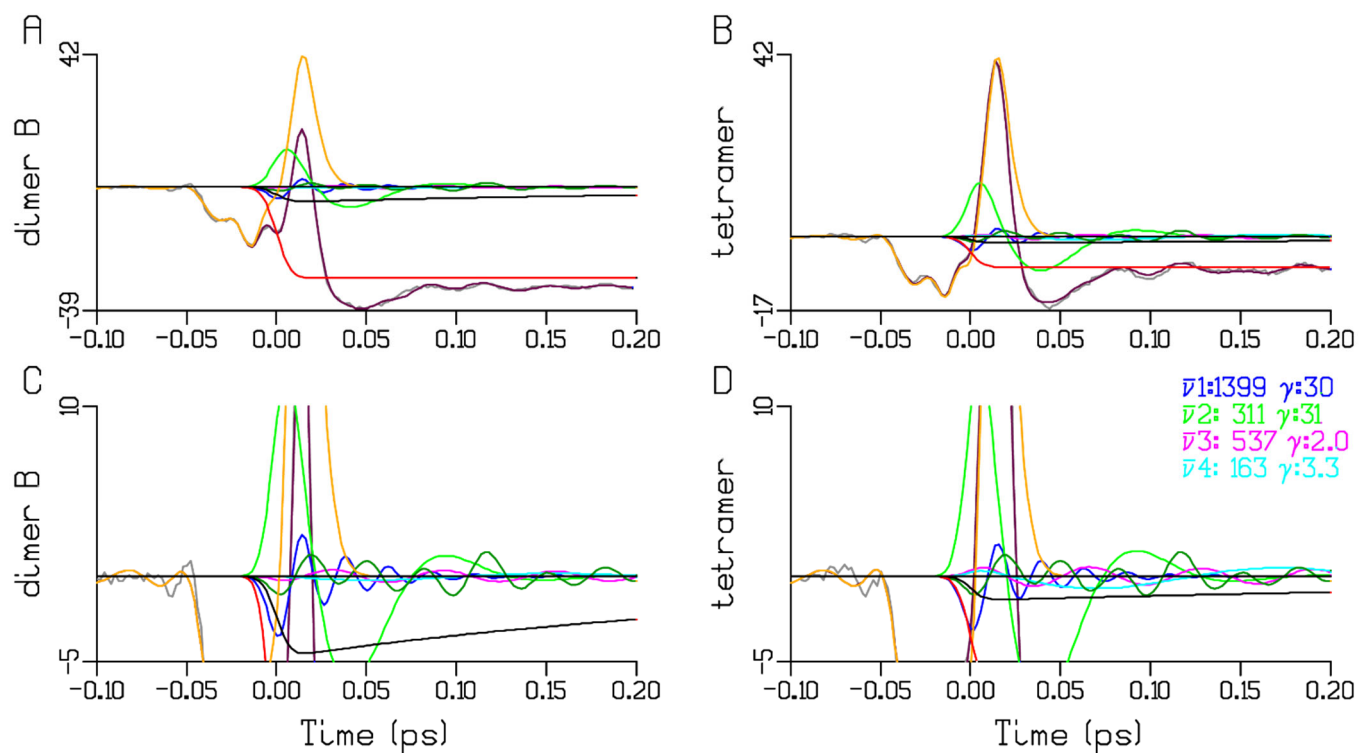 A
42
dimer B
-39
-0.10 -0.05 0.00 0.05 0.10 0.15 0.20
B
42
tetramer
-17
-0.10 -0.05 0.00 0.05 0.10 0.15 0.20
C
10
dimer B
-5
-0.10 -0.05 0.00 0.05 0.10 0.15 0.20
Time (ps)
D
10
tetramer
-5
ν̄1:1399 γ:30
ν̄2: 311 γ:31
ν̄3: 537 γ:2.0
ν̄4: 163 γ:3.3
-0.10 -0.05 0.00 0.05 0.10 0.15 0.20
Time (ps)